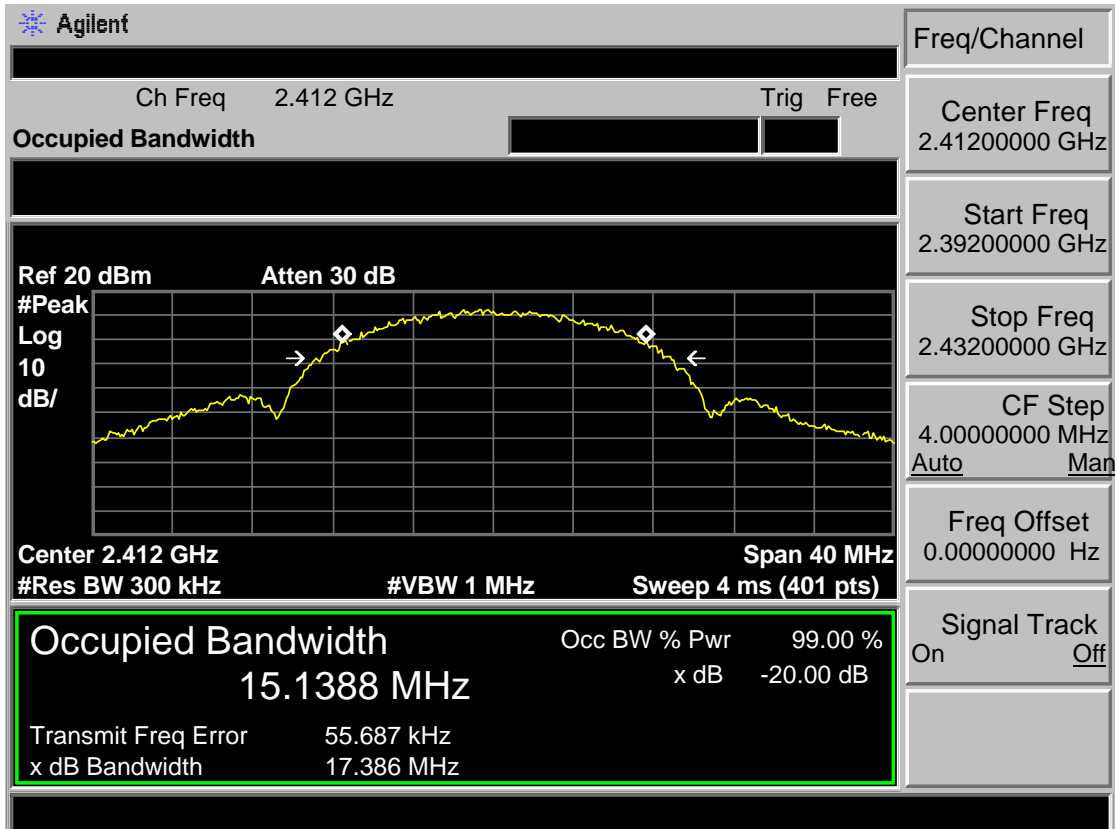 Agilent
Ch Freq 2.412 GHz Trig Free
Occupied Bandwidth
Ref 20 dBm Atten 30 dB
#Peak
Log
10
dB/
Center 2.412 GHz Span 40 MHz
#Res BW 300 kHz #VBW 1 MHz Sweep 4 ms (401 pts)
Occupied Bandwidth Occ BW % Pwr 99.00 %
15.1388 MHz x dB -20.00 dB
Transmit Freq Error 55.687 kHz
x dB Bandwidth 17.386 MHz
Freq/Channel
Center Freq
2.41200000 GHz
Start Freq
2.39200000 GHz
Stop Freq
2.43200000 GHz
CF Step
4.00000000 MHz
Auto Man
Freq Offset
0.00000000 Hz
Signal Track
On Off